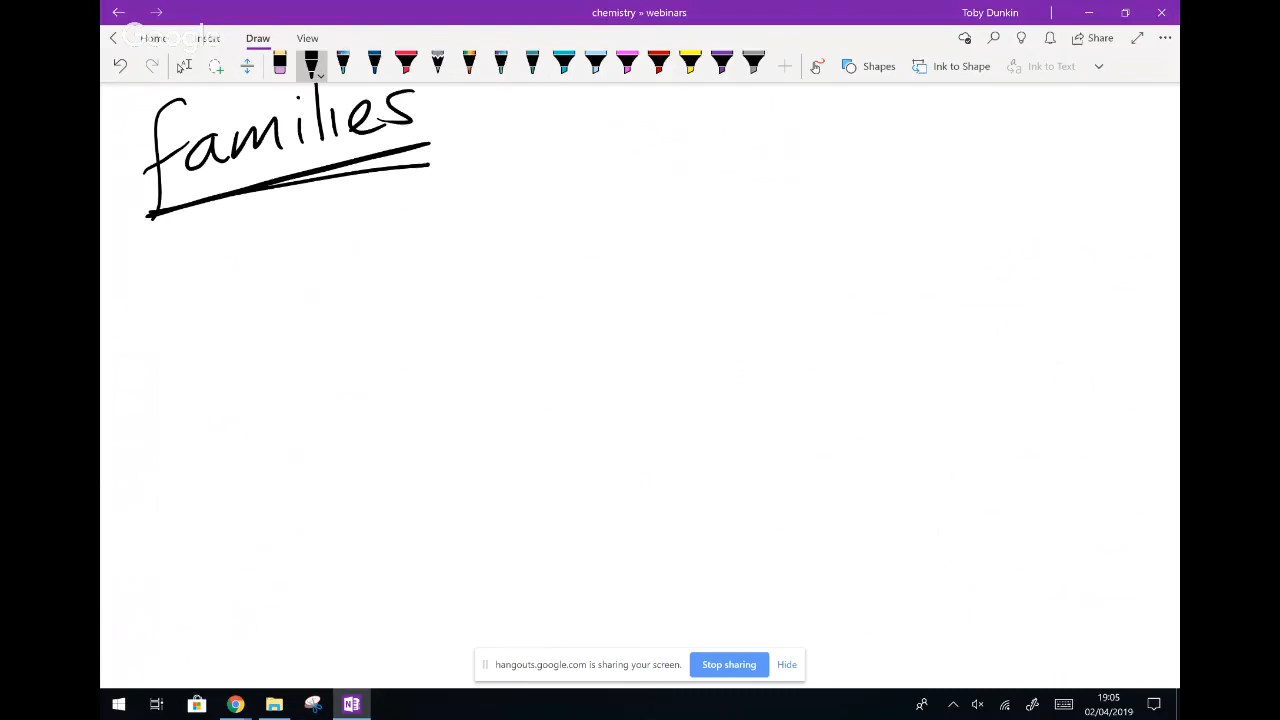 chemistry » webinars
Toby Dunkin
Google
Home
Insert
Draw
View
Share
Shapes
Ink to Shape
Ink to Text
families
hangouts.google.com is sharing your screen.
Stop sharing
Hide
19:05
02/04/2019